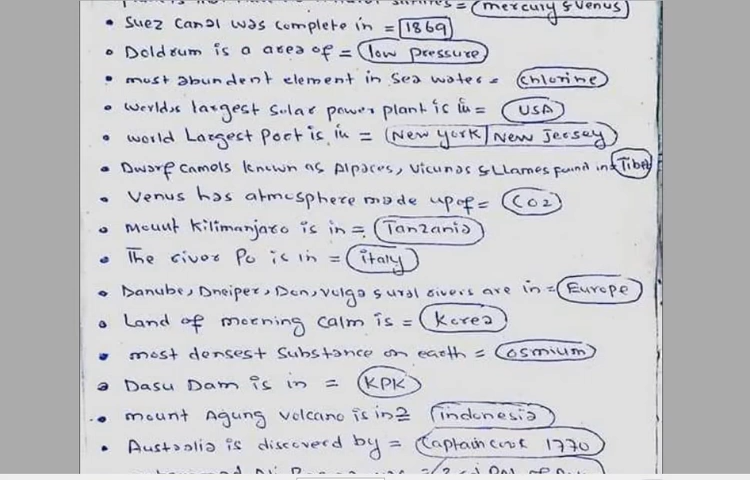 = (mercury & Venus)
• Suez Canal was complete in = 1869
• Doldrum is a area of = low pressure
• most abundent element in sea water = chlorine
• World's largest solar power plant is in = USA
• world Largest Port is in = New York / New Jersey
• Dwarf camels known as Alpaces, Vicunas & Llames found in = Tibet
• Venus has atmosphere made up of = CO2
• Mount Kilimanjaro is in = Tanzania
• The river Po is in = italy
• Danube, Dneiper, Don, volga & ural rivers are in = Europe
• Land of morning calm is = Korea
• most densest substance on earth = osmium
• Dasu Dam is in = KPK
• mount Agung volcano is in = indonesia
• Australia is discoverd by = Captain cook 1770